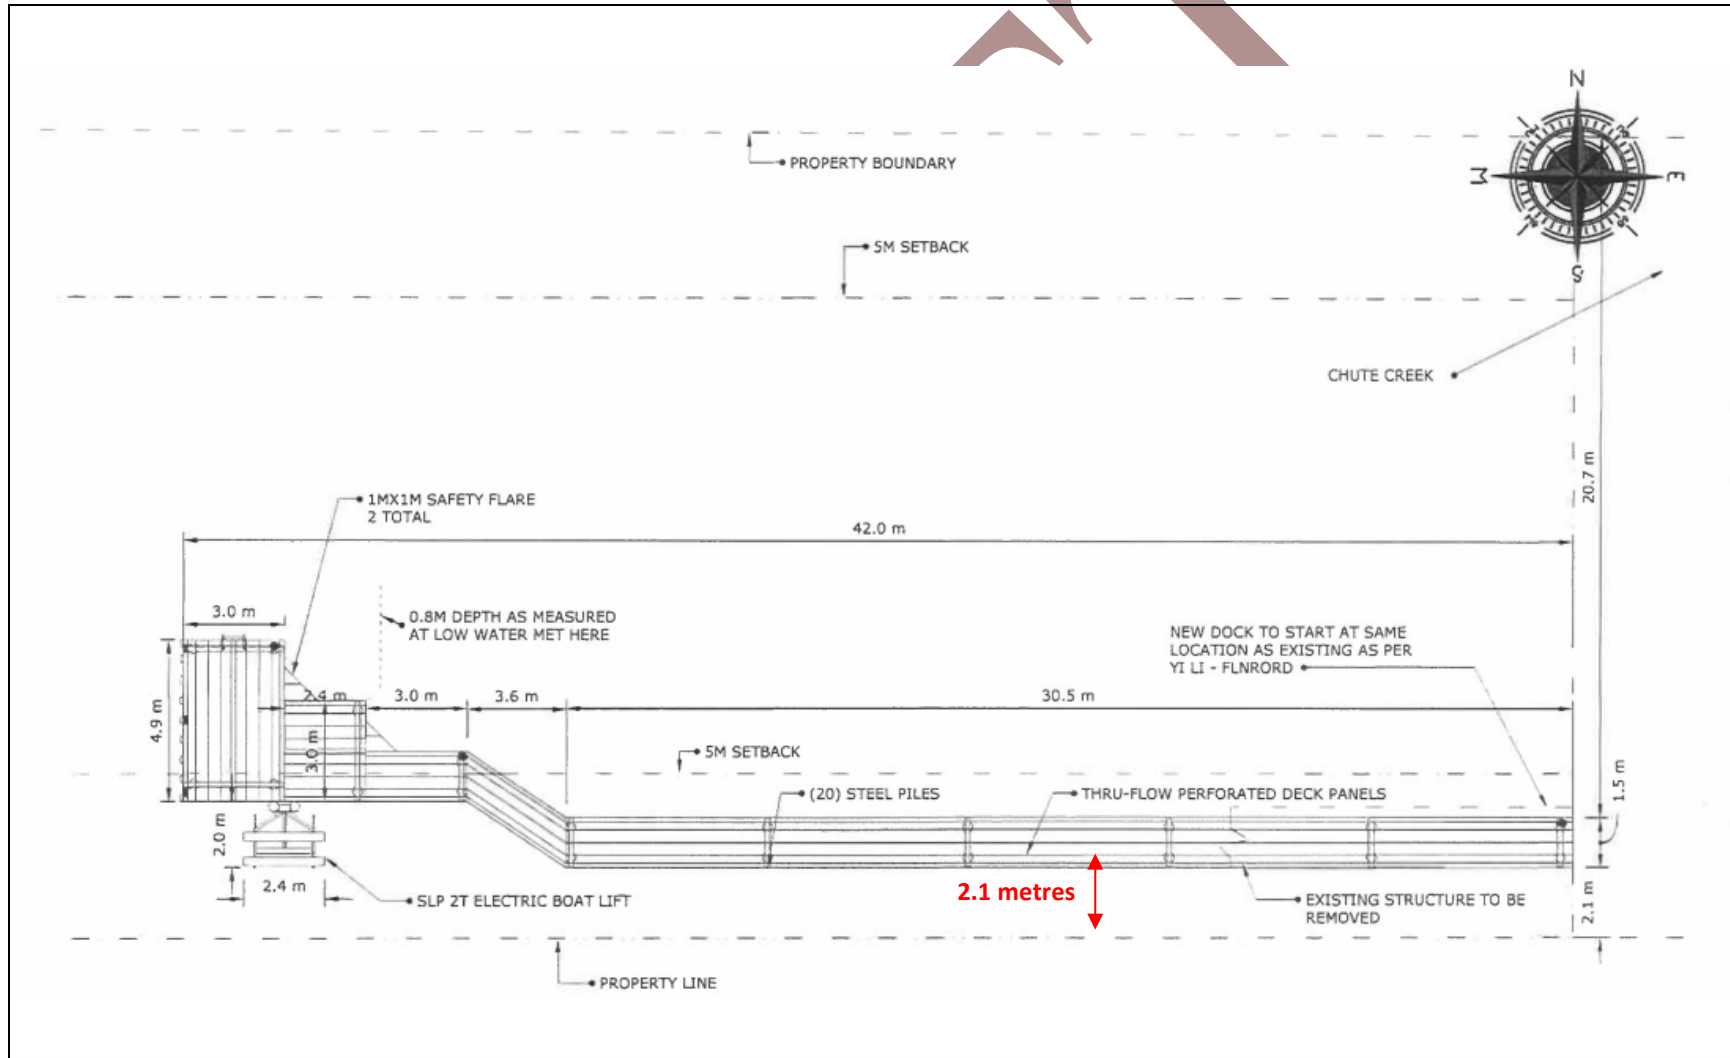 N
PROPERTY BOUNDARY
E
5M SETBACK
S
CHUTE CREEK
20.7 m
1MX1M SAFETY FLARE
2 TOTAL
42.0 m
3.0 m
0.8M DEPTH AS MEASURED
AT LOW WATER MET HERE
NEW DOCK TO START AT SAME
LOCATION AS EXISTING AS PER
YI LI - FLNRORD
2.4 m
3.0 m
3.6 m
30.5 m
4.9 m
3.0 m
5M SETBACK
1.5 m
(20) STEEL PILES
THRU-FLOW PERFORATED DECK PANELS
2.0 m
2.4 m
SLP 2T ELECTRIC BOAT LIFT
2.1 metres
EXISTING STRUCTURE TO BE
REMOVED
2.1 m
PROPERTY LINE